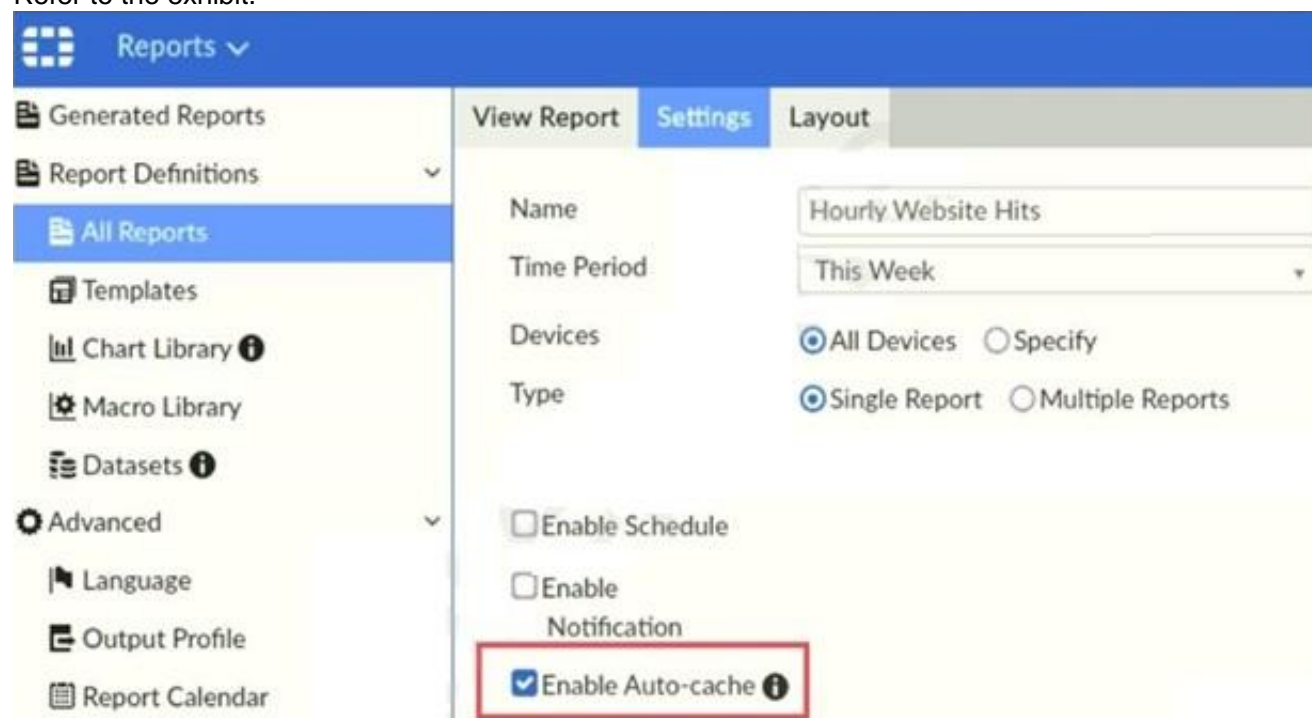 Refer to the exhibit.
Reports
Generated Reports
Report Definitions
All Reports
Templates
Chart Library
Macro Library
Datasets
Advanced
Language
Output Profile
Report Calendar
View Report Settings Layout
Name Hourly Website Hits
Time Period This Week
Devices All Devices Specify
Type Single Report Multiple Reports
Enable Schedule
Enable
Notification
Enable Auto-cache